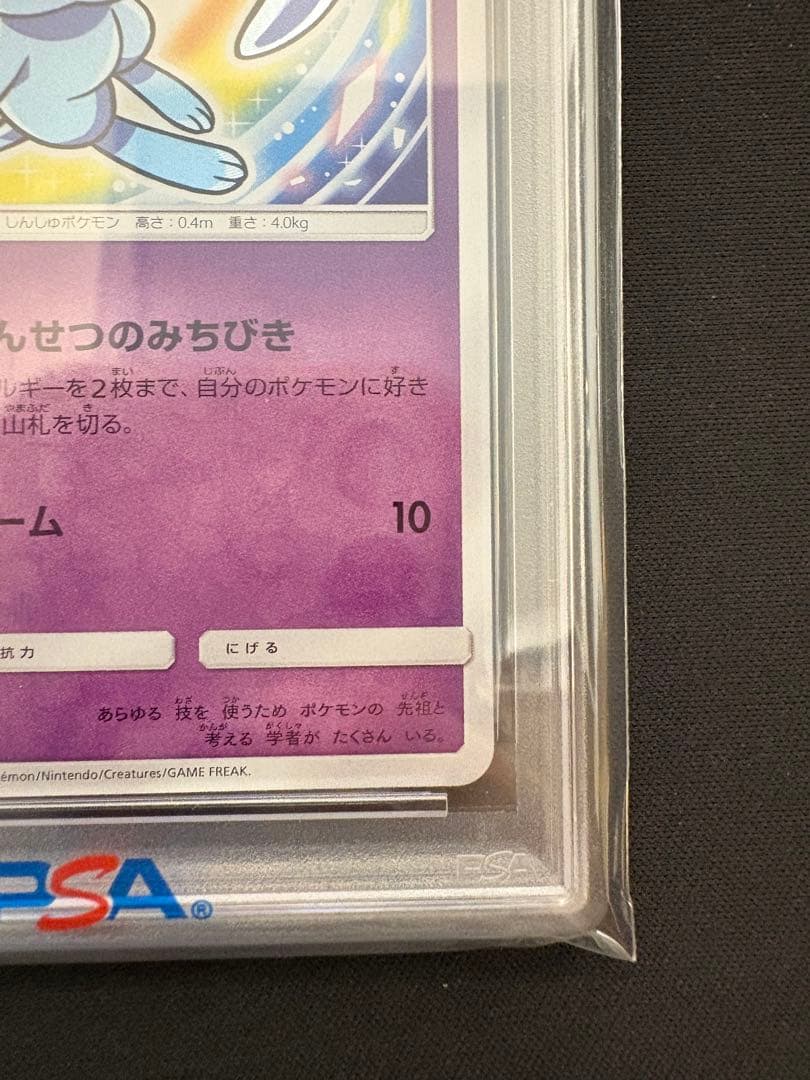 しんしゅポケモン 高さ:0.4m 重さ:4.0kg
んせつのみちびき
ルギーを2枚まで、自分のポケモンに好き
山札を切る。
ーム 10
抗力 にげる
あらゆる 技を 使うため ポケモンの 先祖と
考える 学者が たくさん いる。
émon/Nintendo/Creatures/GAME FREAK.
PSA
PSA®